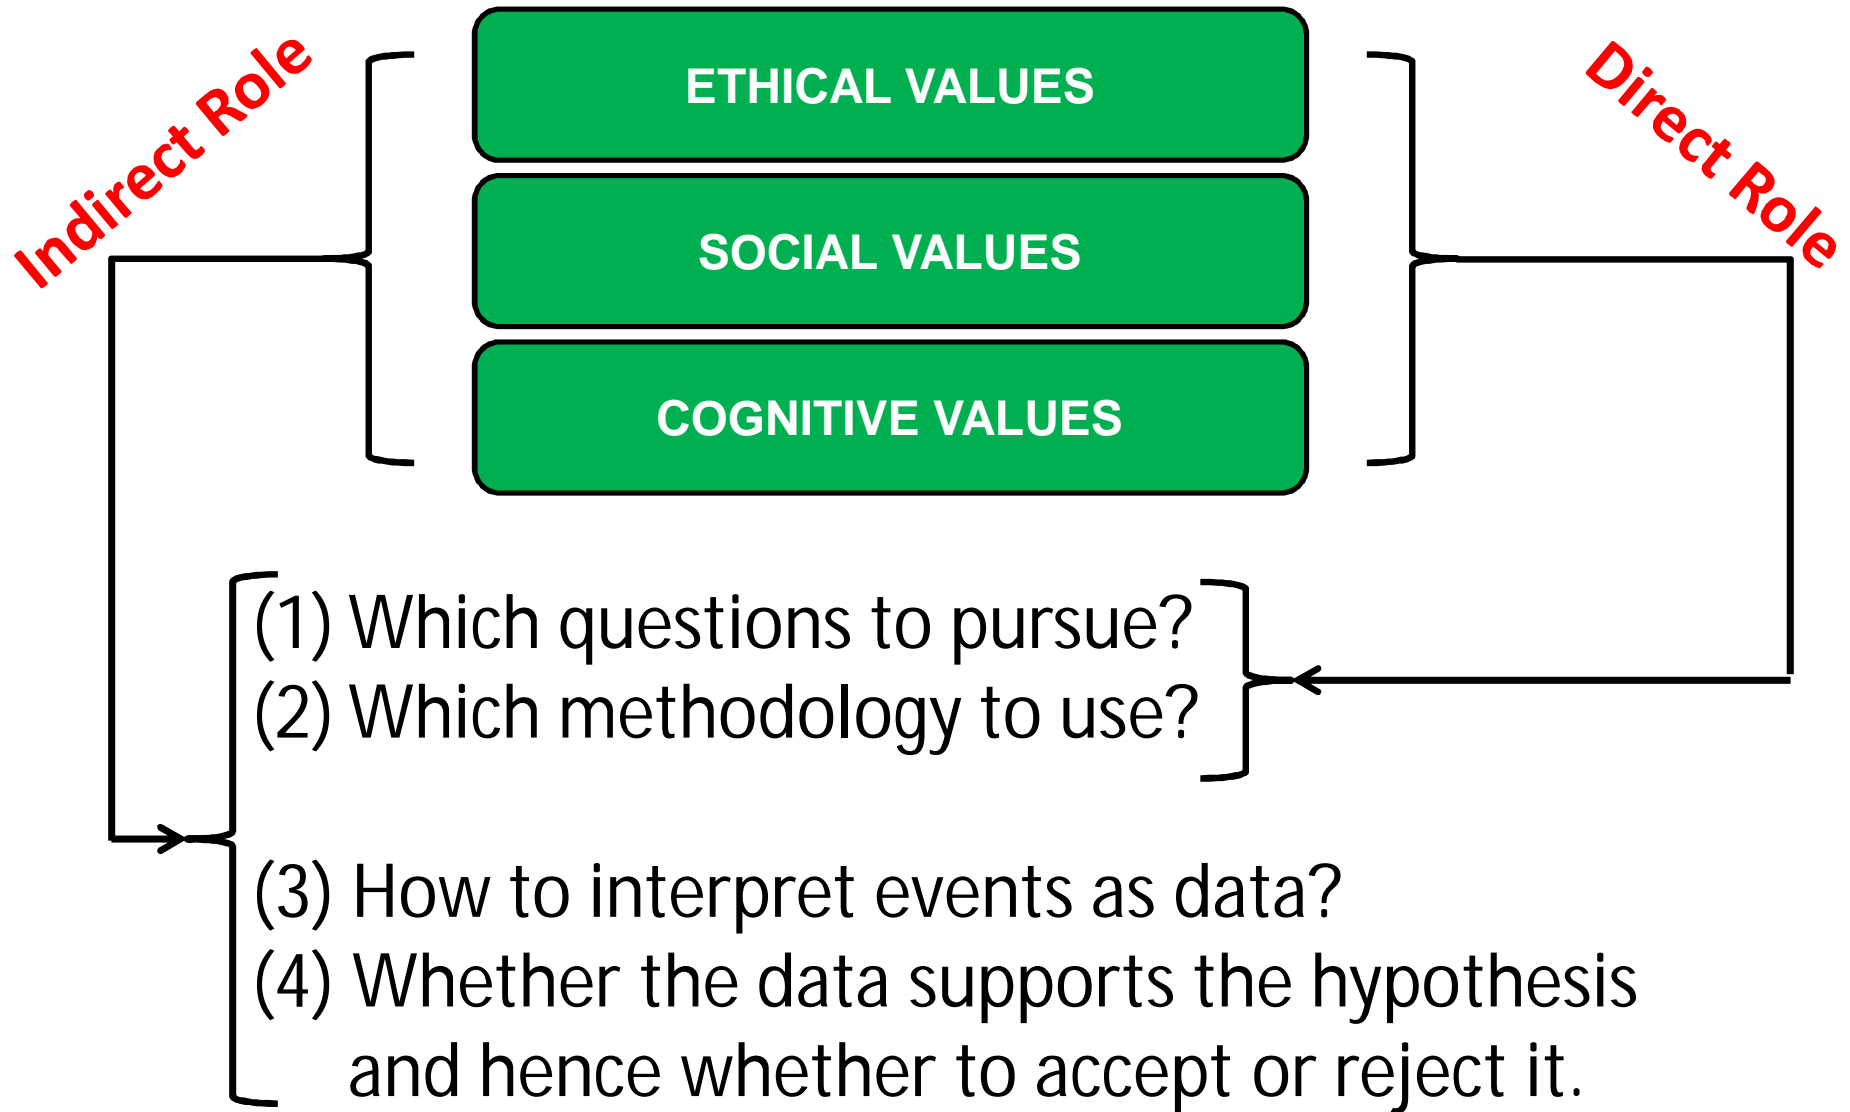 Indirect Role
Direct Role
ETHICAL VALUES
SOCIAL VALUES
COGNITIVE VALUES
(1) Which questions to pursue?
(2) Which methodology to use?
(3) How to interpret events as data?
(4) Whether the data supports the hypothesis
and hence whether to accept or reject it.